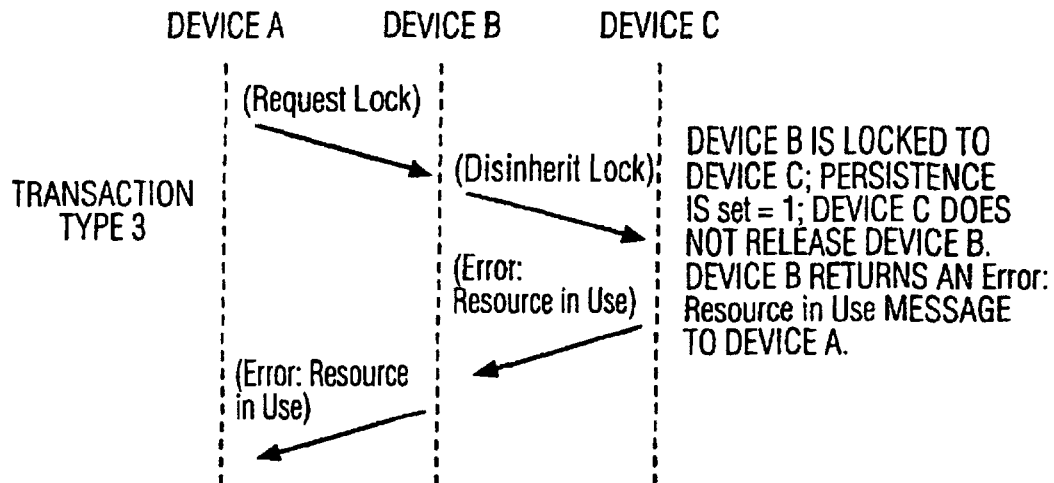 DEVICE A DEVICE B DEVICE C
(Request Lock)
(Disinherit Lock)
TRANSACTION
TYPE 3
(Error:
Resource in Use)
(Error: Resource
in Use)
DEVICE B IS LOCKED TO
DEVICE C; PERSISTENCE
IS set = 1; DEVICE C DOES
NOT RELEASE DEVICE B.
DEVICE B RETURNS AN Error:
Resource in Use MESSAGE
TO DEVICE A.